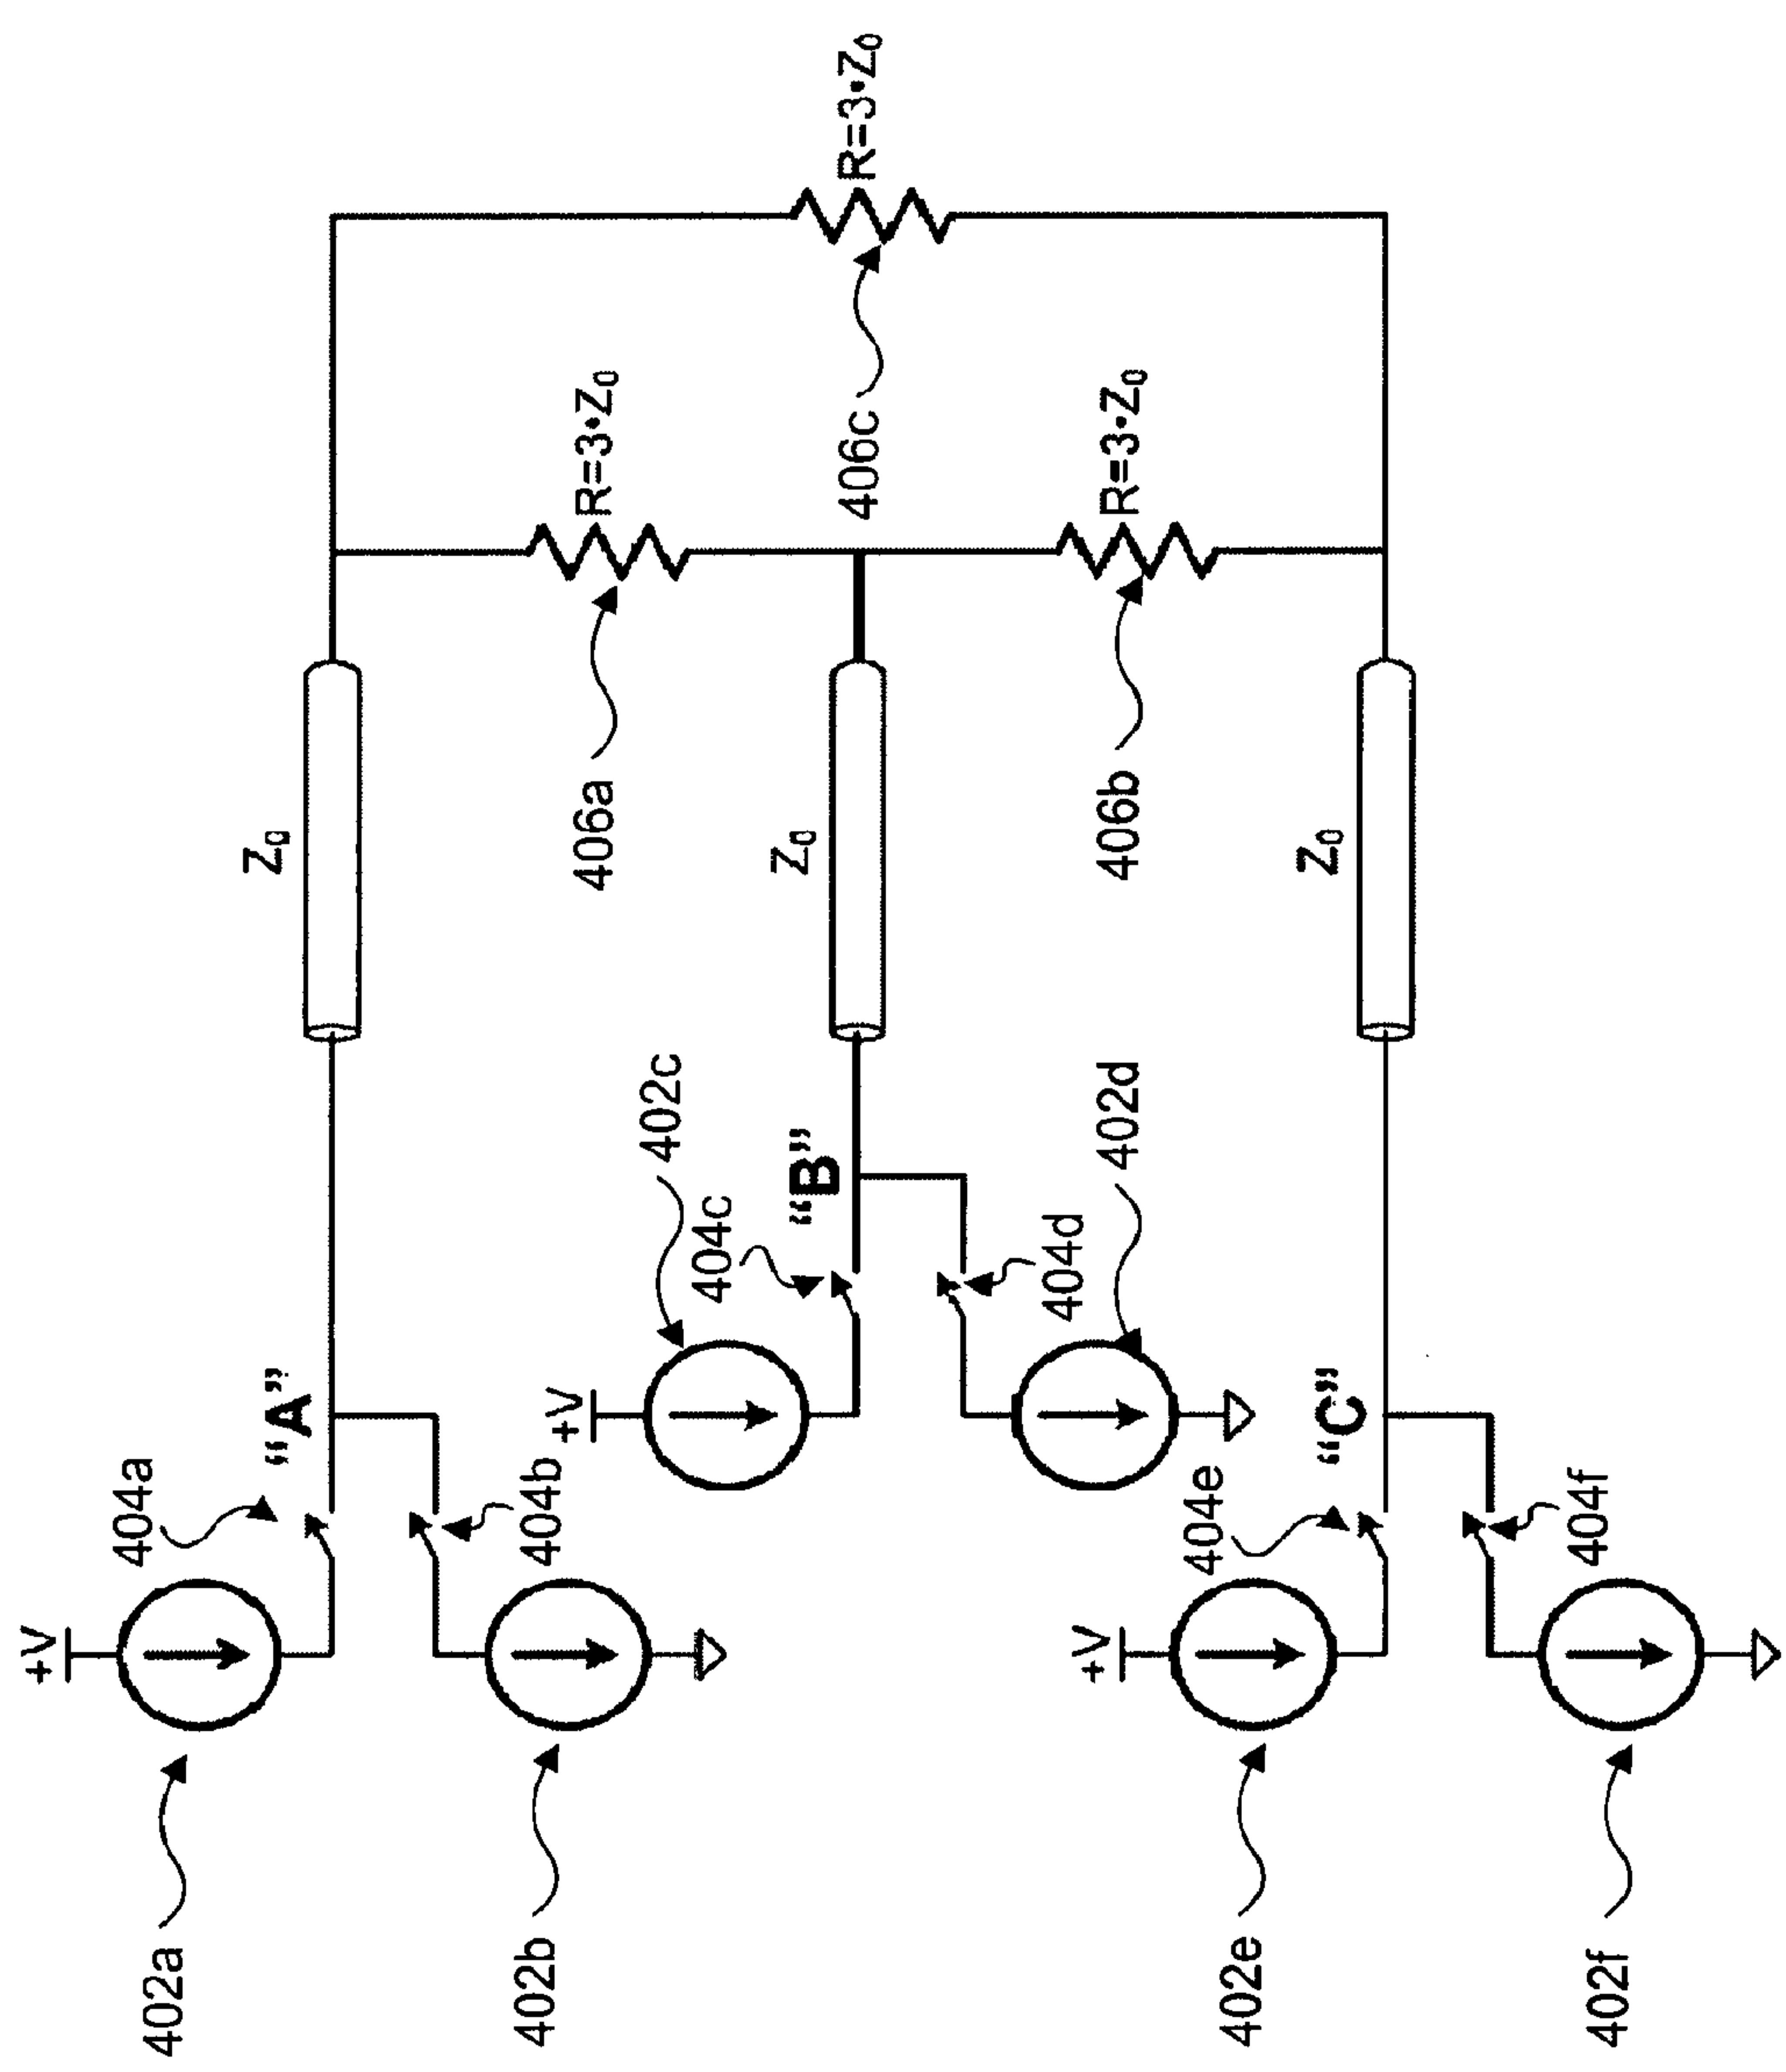 +V
404a
402a
"A"
404b
402b
Z₀
+V
402c
404c
"B"
404d
402d
Z₀
406a
R=3•Z₀
406c
R=3•Z₀
406b
R=3•Z₀
+V
404e
402e
"C"
404f
402f
Z₀